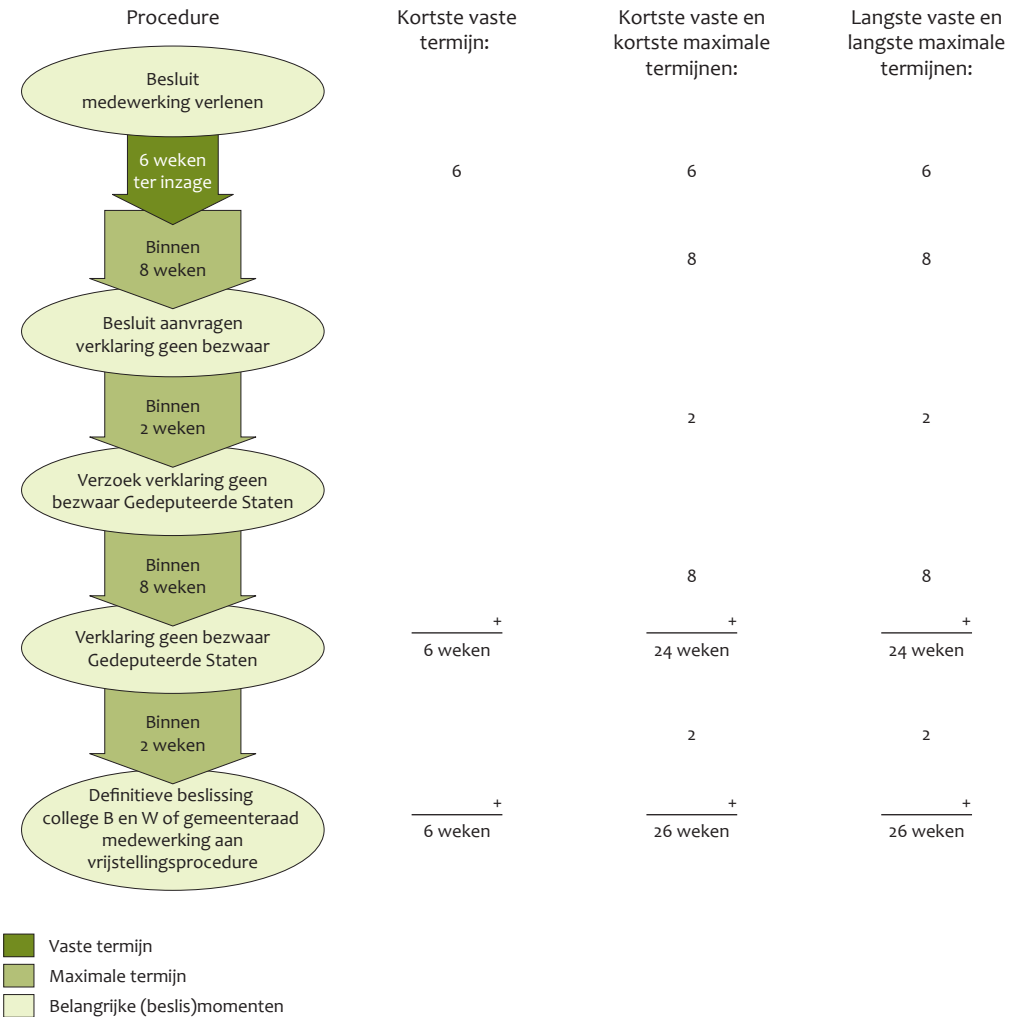 Procedure
Kortste vaste
termijn:
Kortste vaste en
kortste maximale
termijnen:
Langste vaste en
langste maximale
termijnen:
Besluit
medewerking verlenen
6 weken
ter inzage
6
6
6
Binnen
8 weken
8
8
Besluit aanvragen
verklaring geen bezwaar
Binnen
2 weken
2
2
Verzoek verklaring geen
bezwaar Gedeputeerde Staten
Binnen
8 weken
8
8
Verklaring geen bezwaar
Gedeputeerde Staten
+
+
+
6 weken
24 weken
24 weken
Binnen
2 weken
2
2
Definitieve beslissing
college B en W of gemeenteraad
medewerking aan
vrijstellingsprocedure
+
+
+
6 weken
26 weken
26 weken
Vaste termijn
Maximale termijn
Belangrijke (beslis)momenten